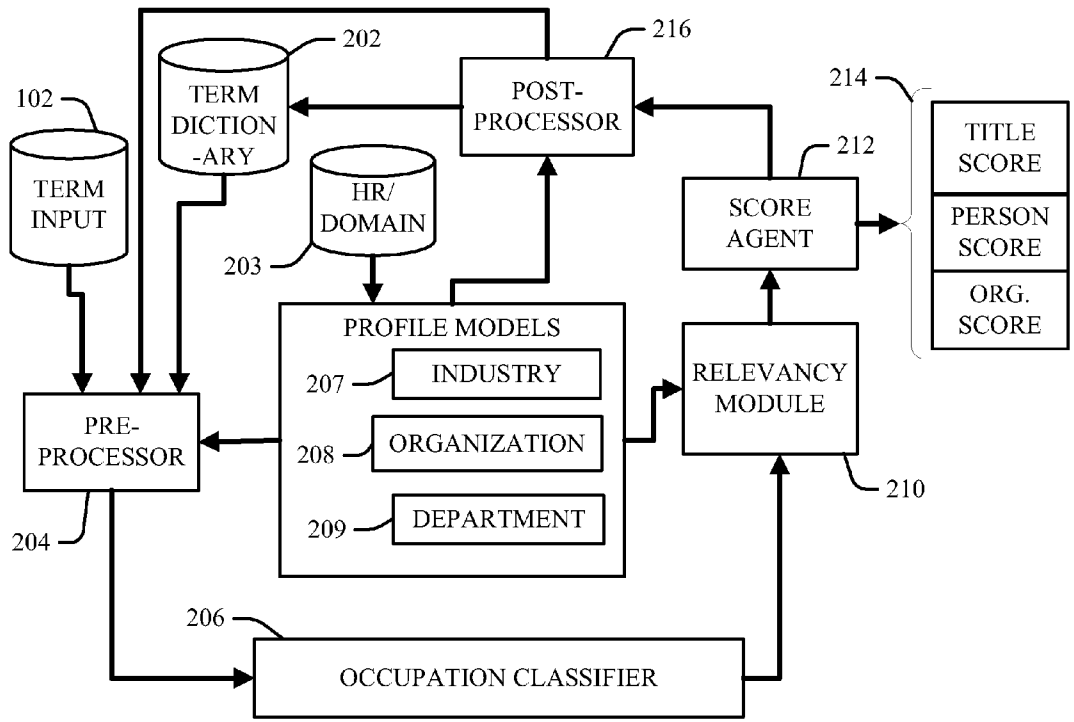 202
216
214
102
TERM
DICTION
-ARY
POST-
PROCESSOR
TITLE
SCORE
212
TERM
INPUT
HR/
DOMAIN
SCORE
AGENT
PERSON
SCORE
203
ORG.
SCORE
PROFILE MODELS
207
INDUSTRY
RELEVANCY
MODULE
PRE-
PROCESSOR
208
ORGANIZATION
210
204
209
DEPARTMENT
206
OCCUPATION CLASSIFIER